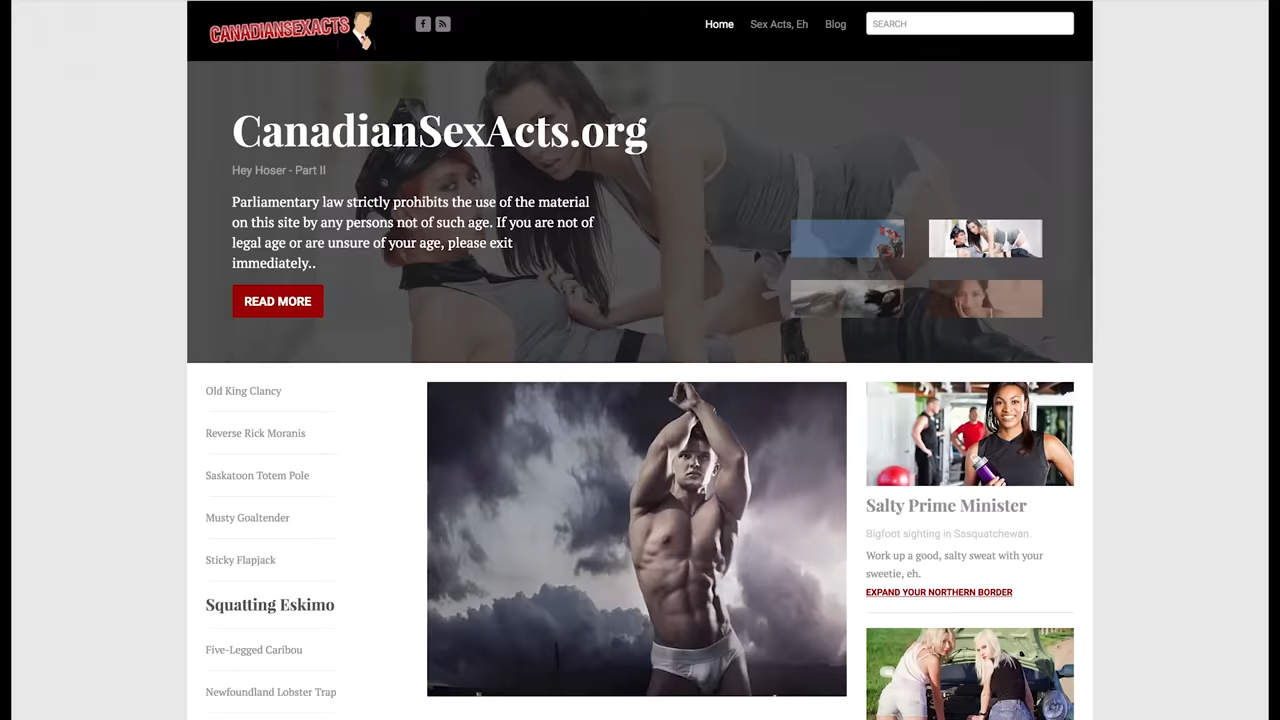 CANADIANSEXACTS
Home
Sex Acts, Eh
Blog
SEARCH
CanadianSexActs.org
Hey Hoser - Part II
Parliamentary law strictly prohibits the use of the material
on this site by any persons not of such age. If you are not of
legal age or are unsure of your age, please exit
immediately..
READ MORE
Old King Clancy
Reverse Rick Moranis
Saskatoon Totem Pole
Musty Goaltender
Sticky Flapjack
Squatting Eskimo
Five-Legged Caribou
Newfoundland Lobster Trap
Salty Prime Minister
Bigfoot sighting in Sasquatchewan.
Work up a good, salty sweat with your
sweetie, eh.
EXPAND YOUR NORTHERN BORDER